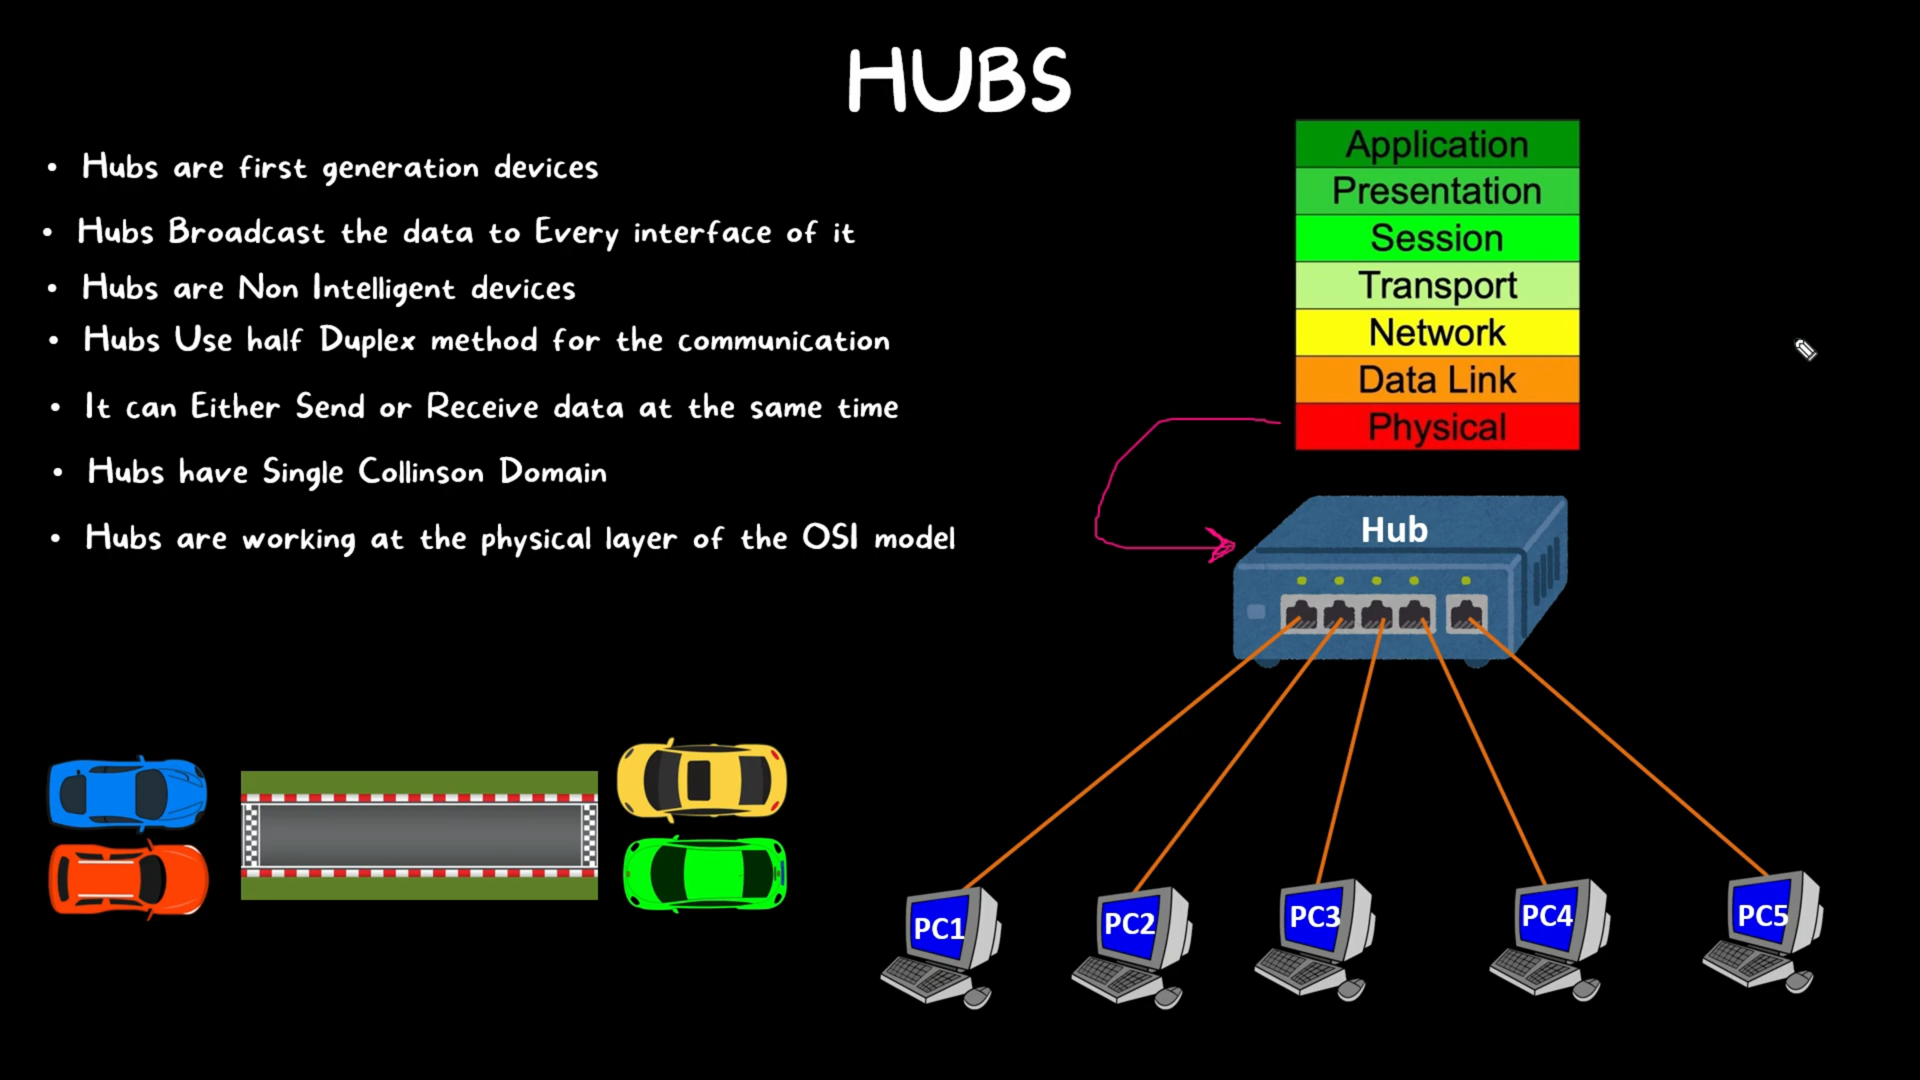 HUBS
• Hubs are first generation devices
• Hubs Broadcast the data to Every interface of it
• Hubs are Non Intelligent devices
• Hubs Use half Duplex method for the communication
• It can Either Send or Receive data at the same time
• Hubs have Single Collinson Domain
• Hubs are working at the physical layer of the OSI model
Application
Presentation
Session
Transport
Network
Data Link
Physical
Hub
PC1
PC2
PC3
PC4
PC5